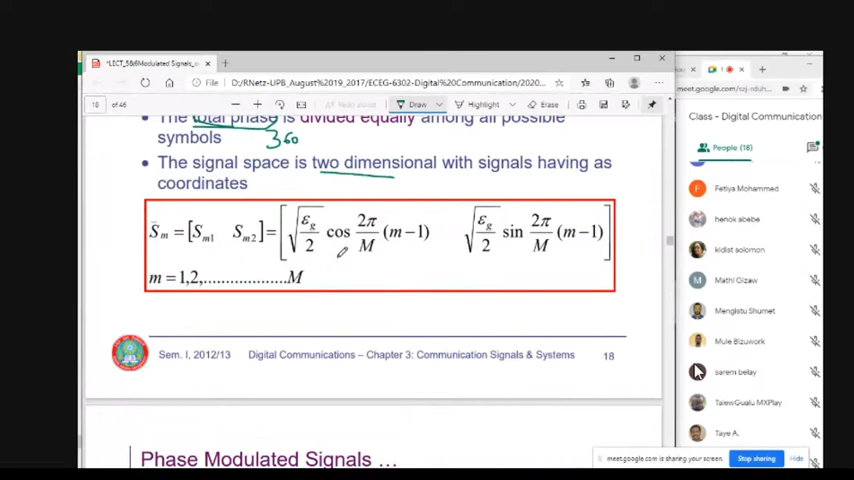 *LECT_5&6Modulated Signals_
File
D:/RNetz-UPB_August%2019_2017/ECEG-6302-Digital%20Communication/2020...
meet.google.com/szj-nduh
18 of 46
Draw
Highlight
Erase
Class - Digital Communica
People (18)
• The total phase is divided equally among all possible
symbols
360
• The signal space is two dimensional with signals having as
coordinates
S̄m = [Sm1 Sm2] = [√(εg/2) cos 2π/M (m−1) √(εg/2) sin 2π/M (m−1)]
m = 1,2,....................M
Sem. I, 2012/13 Digital Communications – Chapter 3: Communication Signals & Systems 18
Phase Modulated Signals …
Fetiya Mohammed
henok abebe
kidist solomon
Mathi Gizaw
Mengistu Shumet
Mule Bizuwork
sarem belay
TalewGualu MXPlay
Taye A.
meet.google.com is sharing your screen.
Stop sharing
Hide